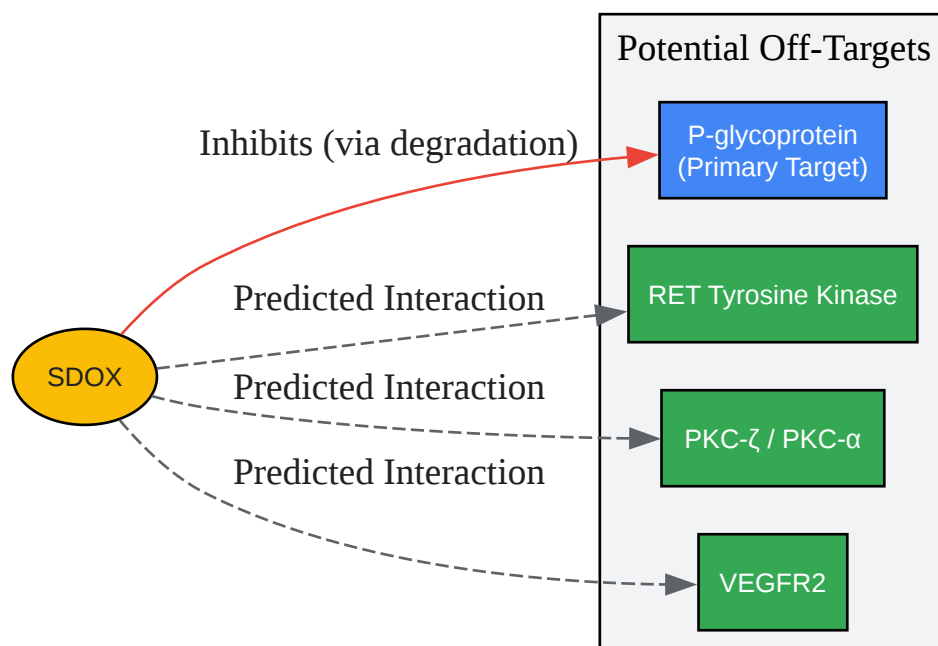 Potential Off-Targets
Inhibits (via degradation)
P-glycoprotein
(Primary Target)
Predicted Interaction
RET Tyrosine Kinase
SDOX
Predicted Interaction
PKC-ζ / PKC-α
Predicted Interaction
VEGFR2